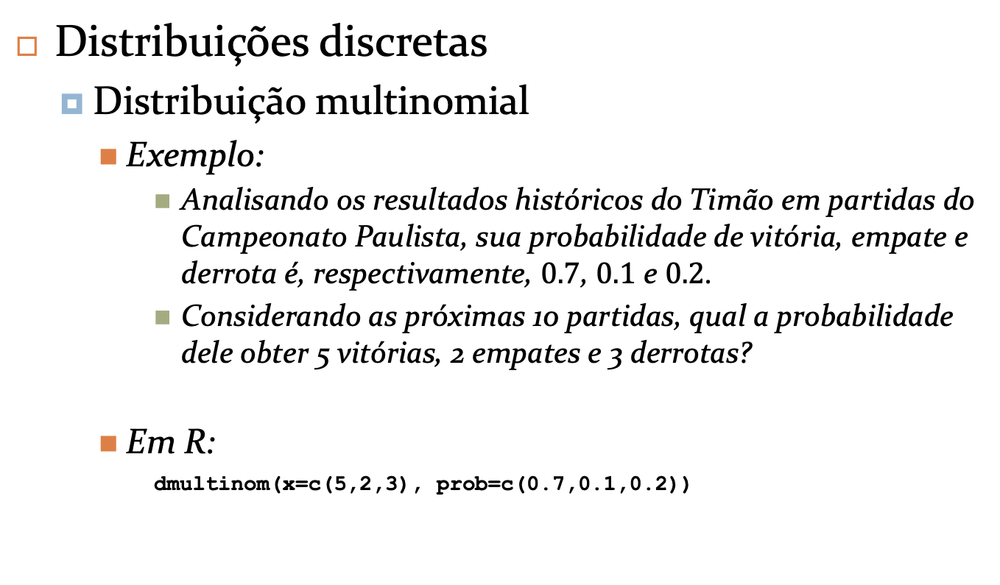 Distribuições discretas
Distribuição multinomial
Exemplo:
Analisando os resultados históricos do Timão em partidas do
Campeonato Paulista, sua probabilidade de vitória, empate e
derrota é, respectivamente, 0.7, 0.1 e 0.2.
Considerando as próximas 10 partidas, qual a probabilidade
dele obter 5 vitórias, 2 empates e 3 derrotas?
Em R:
dmultinom(x=c(5,2,3), prob=c(0.7,0.1,0.2))